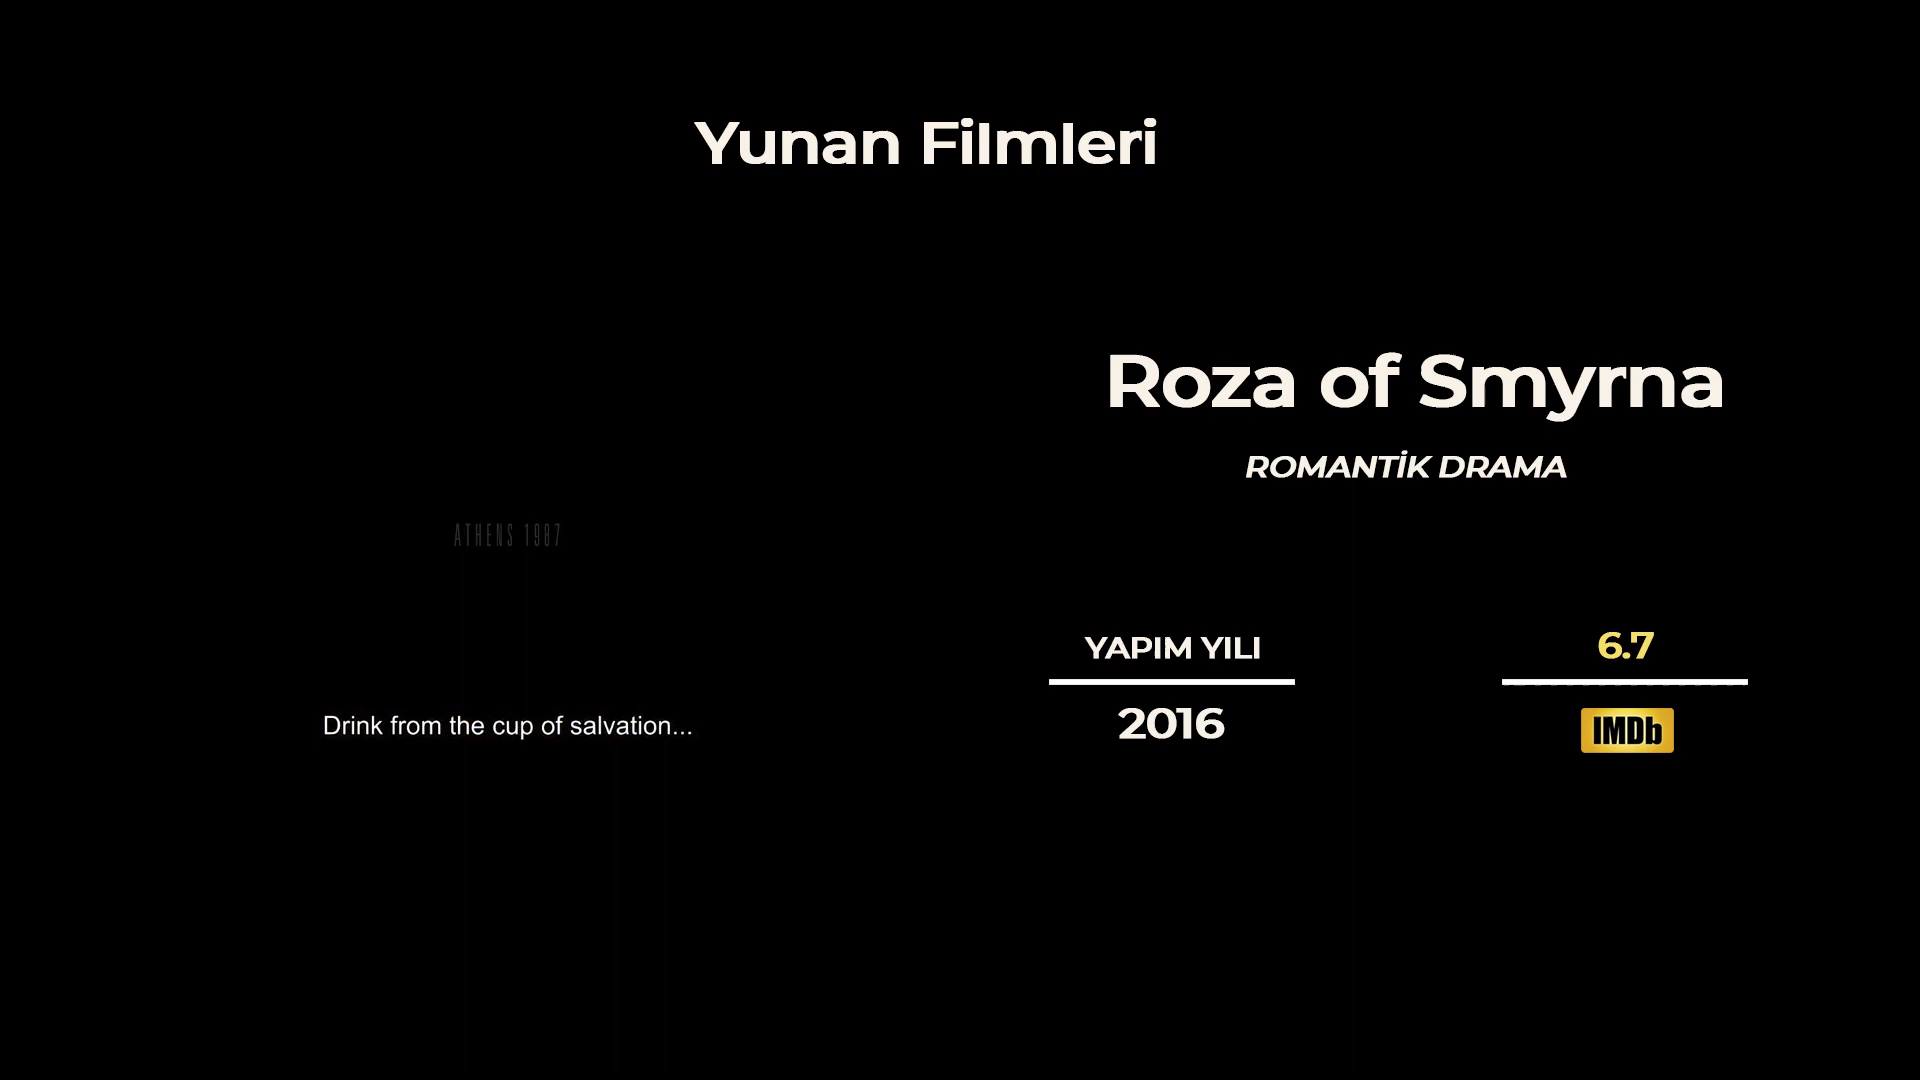 Yunan Filmleri
Roza of Smyrna
ROMANTİK DRAMA
ATHENS 1987
YAPIM YILI
6.7
Drink from the cup of salvation...
2016
IMDb